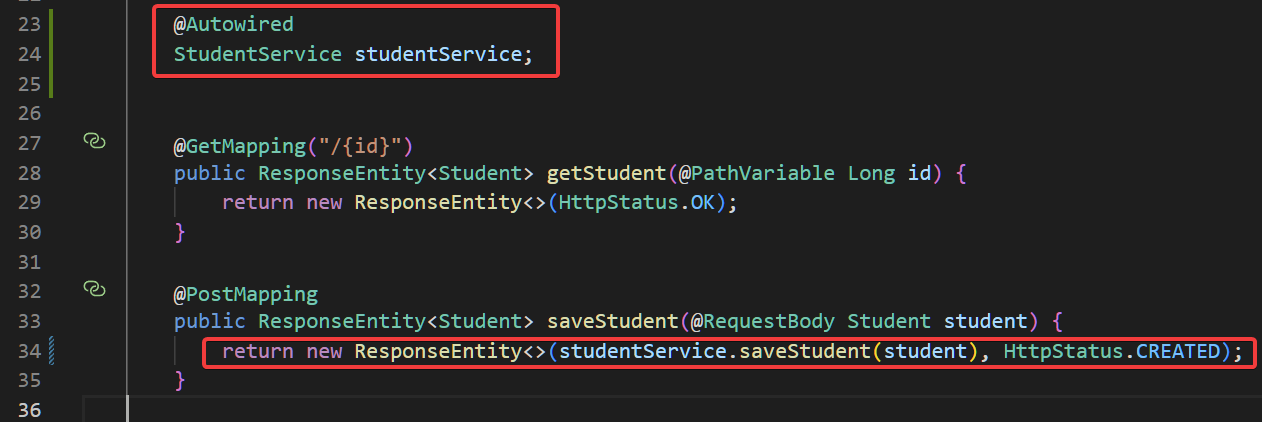 23 @Autowired
24 StudentService studentService;
25
26
27 @GetMapping("/{id}")
28 public ResponseEntity<Student> getStudent(@PathVariable Long id) {
29 return new ResponseEntity<>(HttpStatus.OK);
30 }
31
32 @PostMapping
33 public ResponseEntity<Student> saveStudent(@RequestBody Student student) {
34 return new ResponseEntity<>(studentService.saveStudent(student), HttpStatus.CREATED);
35 }
36